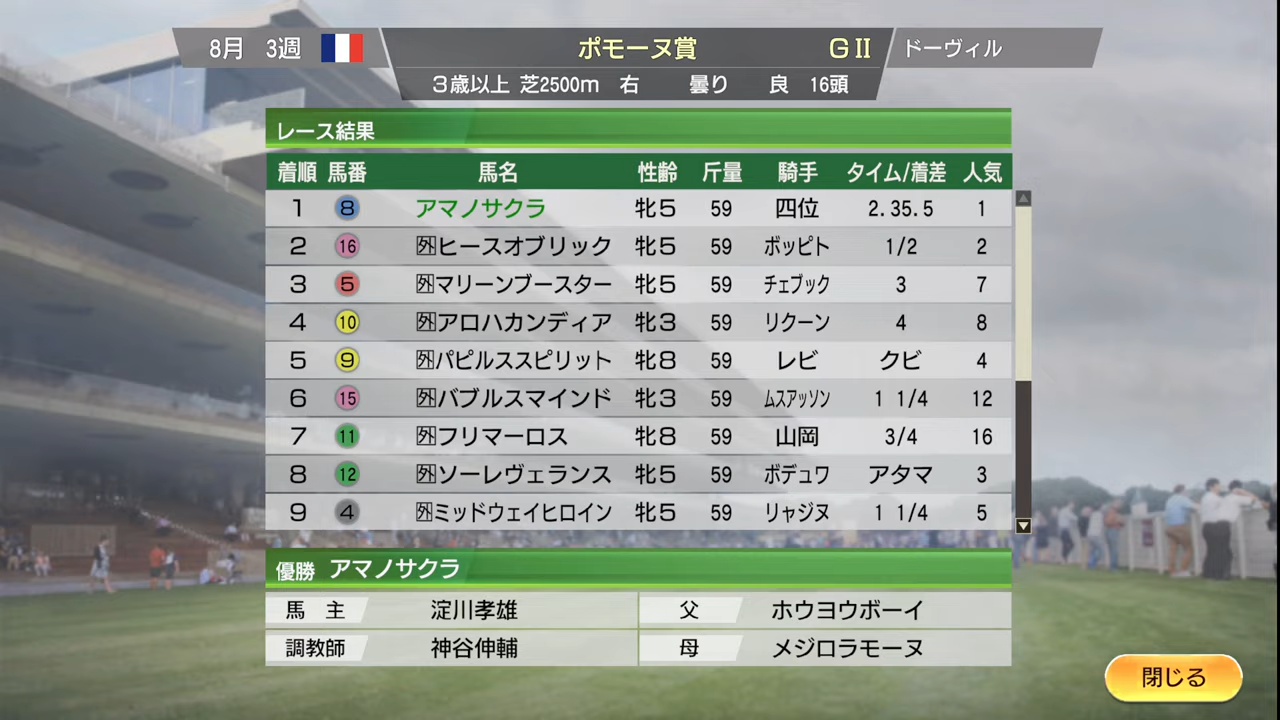 8月 3週 ポモーヌ賞 GⅡ ドーヴィル
3歳以上 芝2500m 右 曇り 良 16頭
レース結果
着順 馬番 馬名 性齢 斤量 騎手 タイム/着差 人気
1 8 アマノサクラ 牝5 59 四位 2.35.5 1
2 16 外ヒースオブリック 牝5 59 ボッピト 1/2 2
3 5 外マリーンブースター 牝5 59 チェブック 3 7
4 10 外アロハカンディア 牝3 59 リクーン 4 8
5 9 外パピルススピリット 牝8 59 レビ クビ 4
6 15 外バブルスマインド 牝3 59 ムスアッソン 1 1/4 12
7 11 外フリマーロス 牝8 59 山岡 3/4 16
8 12 外ソーレヴェランス 牝5 59 ボデュワ アタマ 3
9 4 外ミッドウェイヒロイン 牝5 59 リャジヌ 1 1/4 5
優勝 アマノサクラ
馬主 淀川孝雄 父 ホウヨウボーイ
調教師 神谷伸輔 母 メジロラモーヌ
閉じる